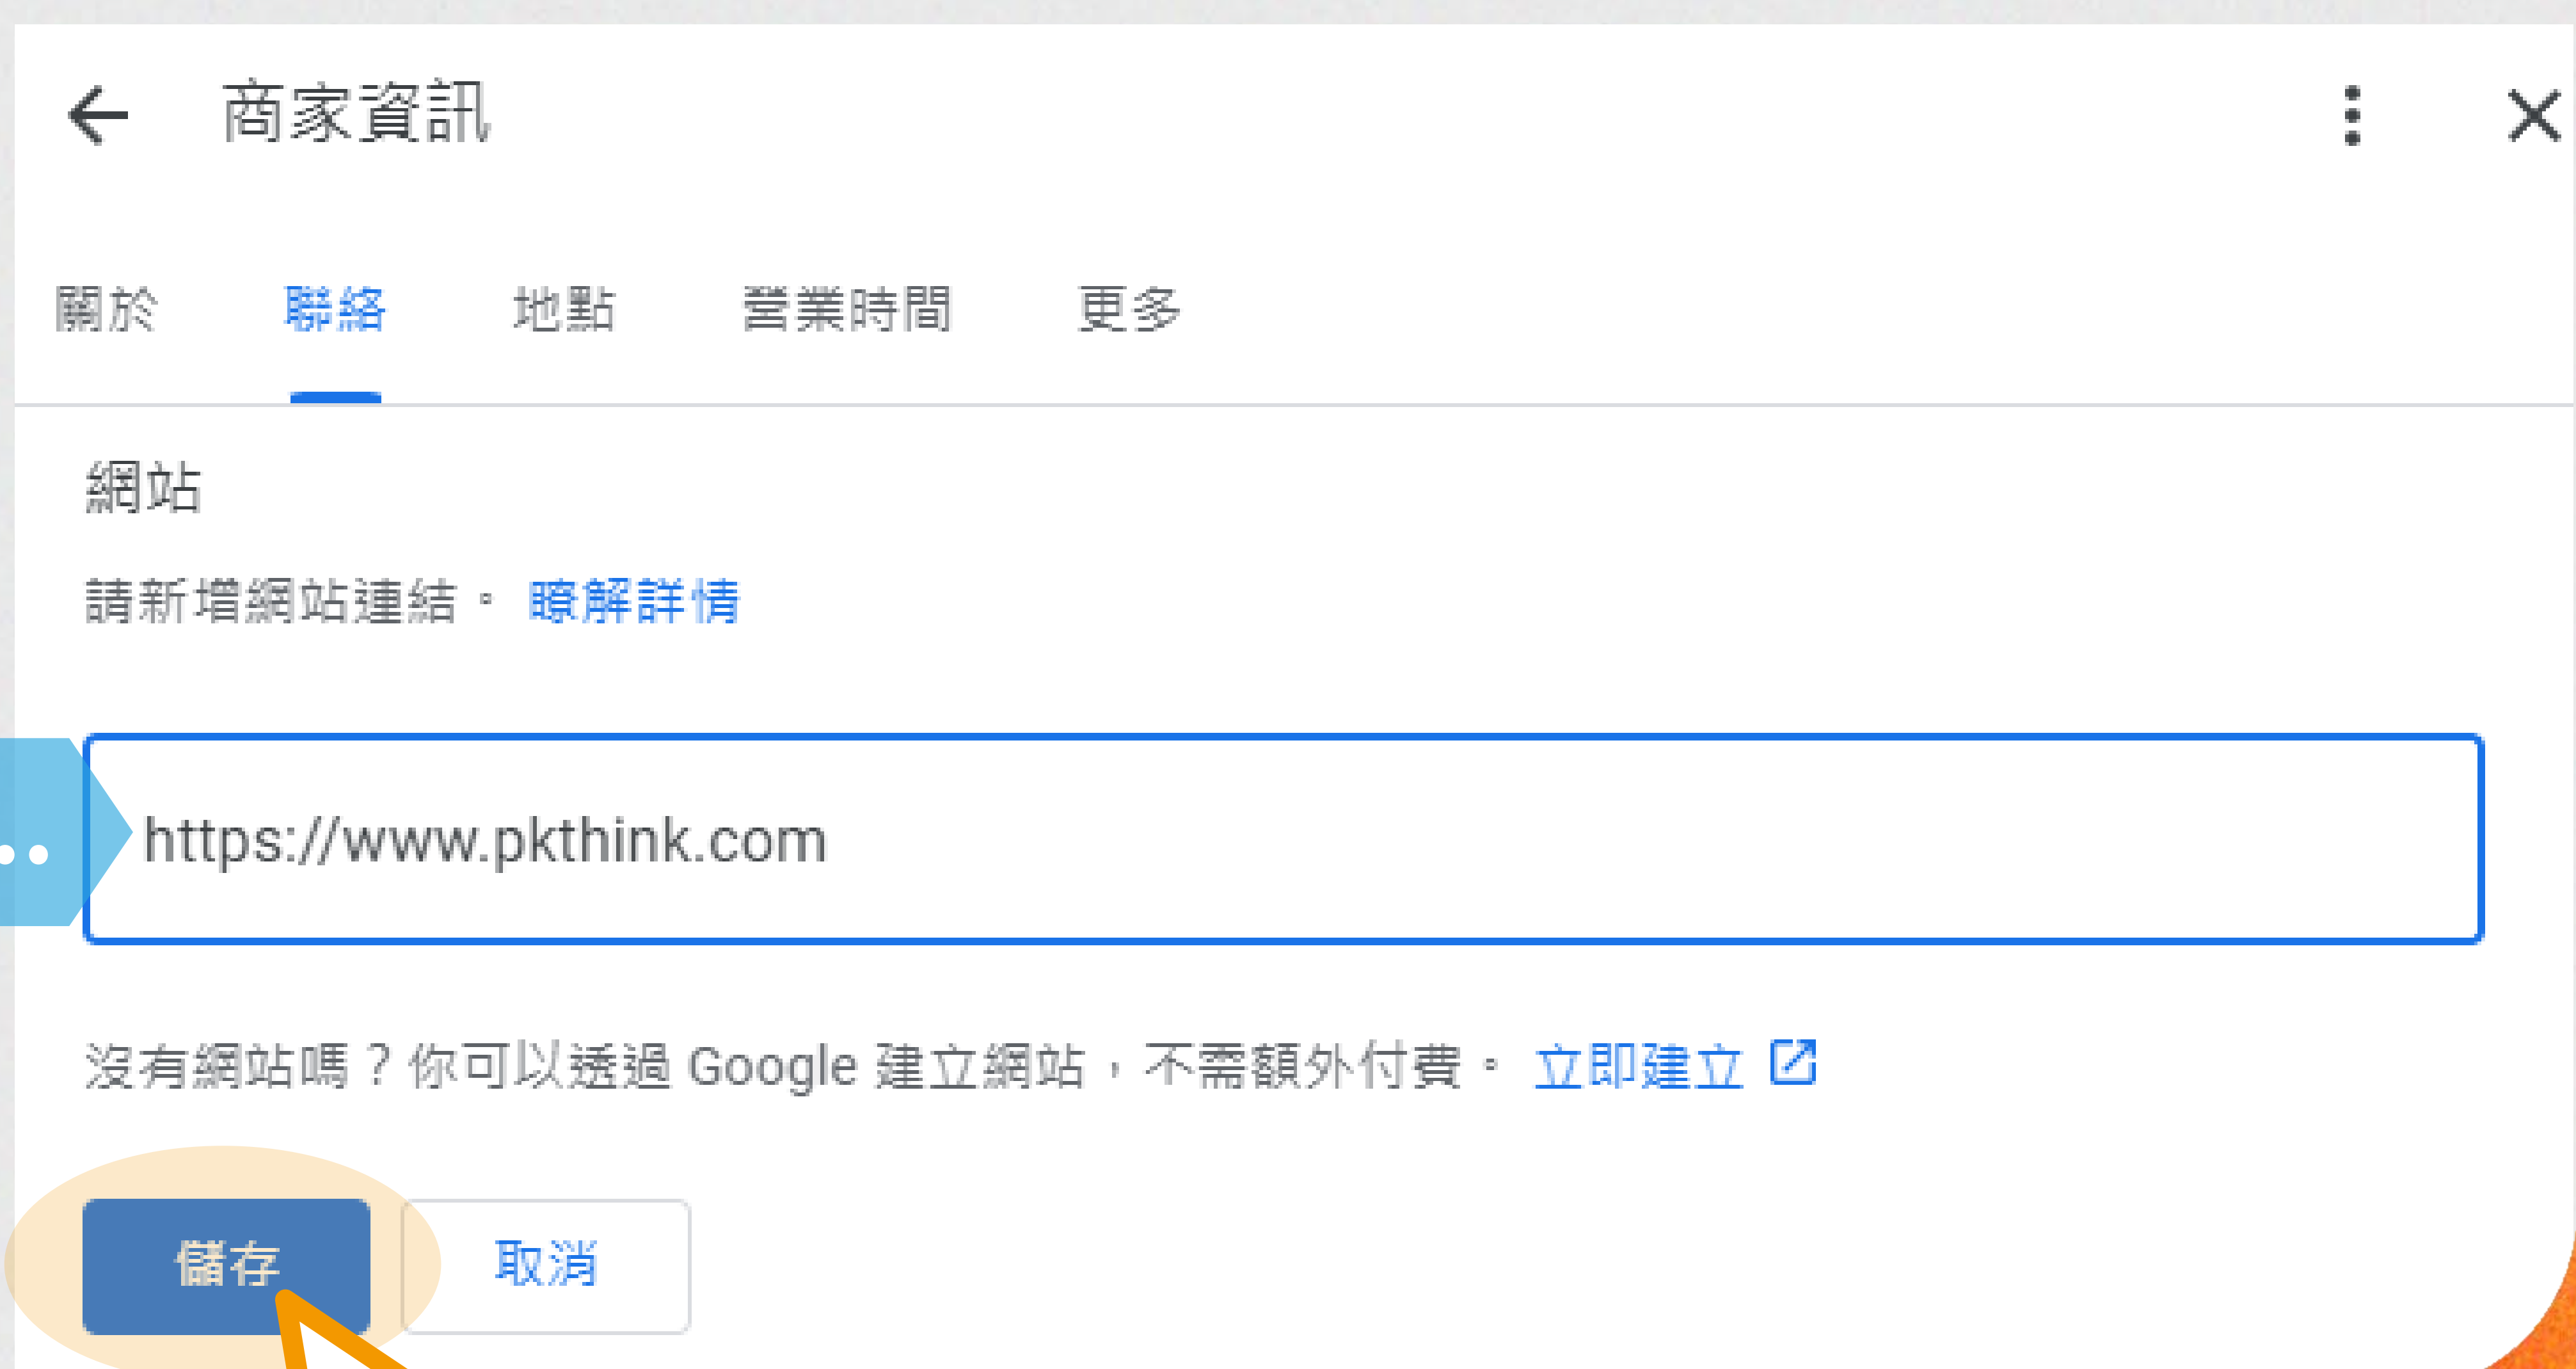 商家資訊
關於 聯絡 地點 營業時間 更多
網站
請新增網站連結。 瞭解詳情
https://www.pkthink.com
沒有網站嗎？你可以透過 Google 建立網站，不需額外付費。 立即建立
儲存 取消